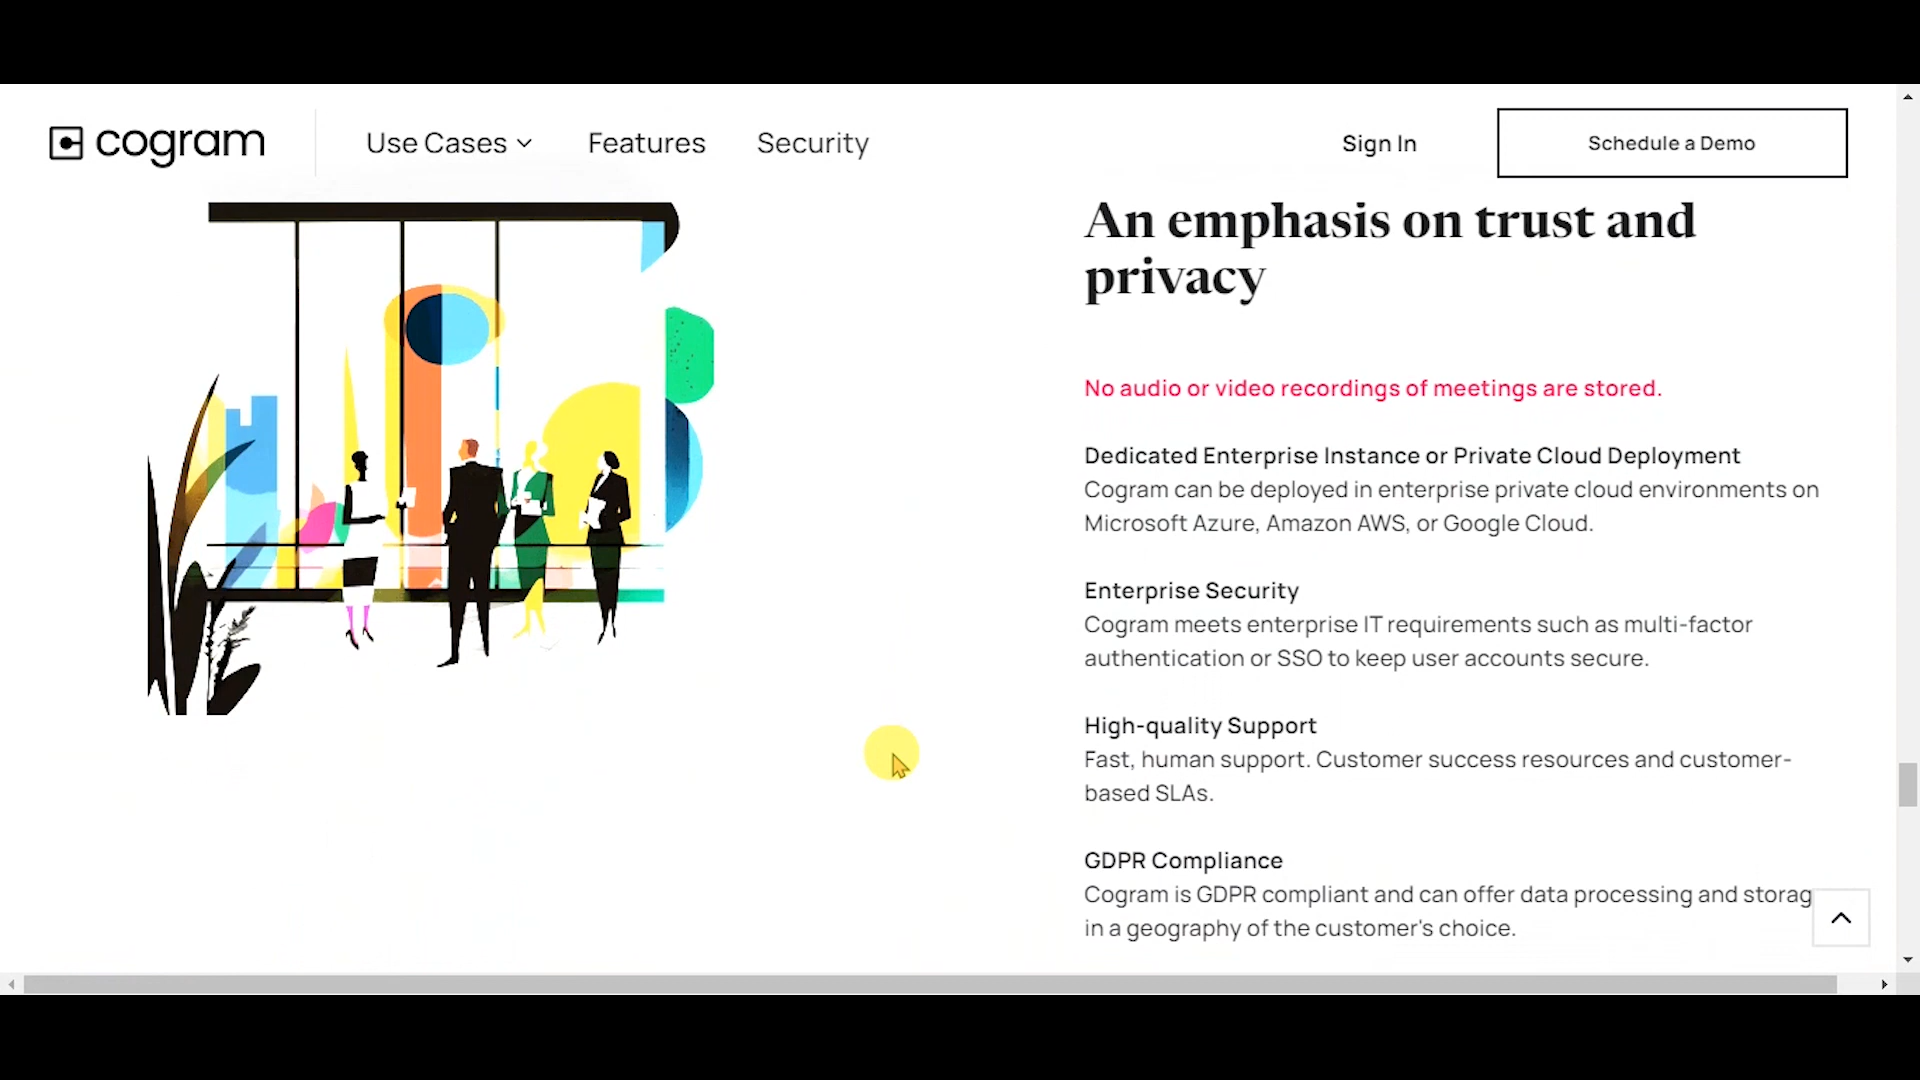 cogram
Use Cases
Features
Security
Sign In
Schedule a Demo
An emphasis on trust and
privacy
No audio or video recordings of meetings are stored.
Dedicated Enterprise Instance or Private Cloud Deployment
Cogram can be deployed in enterprise private cloud environments on
Microsoft Azure, Amazon AWS, or Google Cloud.
Enterprise Security
Cogram meets enterprise IT requirements such as multi-factor
authentication or SSO to keep user accounts secure.
High-quality Support
Fast, human support. Customer success resources and customer-
based SLAs.
GDPR Compliance
Cogram is GDPR compliant and can offer data processing and storag
in a geography of the customer's choice.